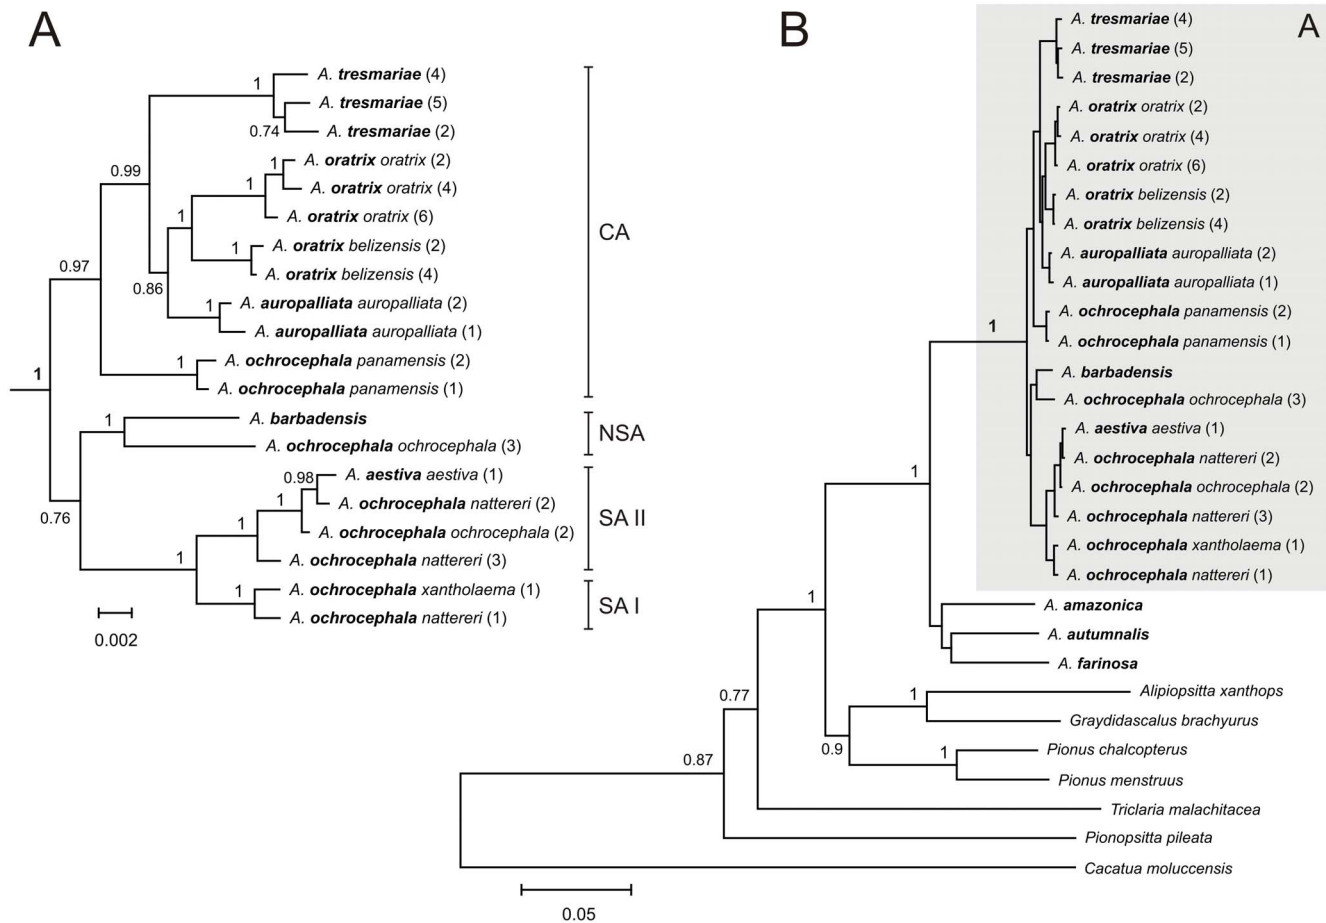 A
1
A. tresmariae (4)
A. tresmariae (5)
0.74
A. tresmariae (2)
0.99
1
A. oratrix oratrix (2)
1
A. oratrix oratrix (4)
A. oratrix oratrix (6)
1
1
A. oratrix belizensis (2)
A. oratrix belizensis (4)
0.97
0.86
1
A. auropalliata auropalliata (2)
A. auropalliata auropalliata (1)
1
A. ochrocephala panamensis (2)
A. ochrocephala panamensis (1)
CA
1
1
A. barbadensis
A. ochrocephala ochrocephala (3)
NSA
0.76
0.98
A. aestiva aestiva (1)
1
A. ochrocephala nattereri (2)
1
A. ochrocephala ochrocephala (2)
SA II
1
A. ochrocephala nattereri (3)
1
A. ochrocephala xantholaema (1)
A. ochrocephala nattereri (1)
SA I
0.002
B
A
A. tresmariae (4)
A. tresmariae (5)
A. tresmariae (2)
A. oratrix oratrix (2)
A. oratrix oratrix (4)
A. oratrix oratrix (6)
A. oratrix belizensis (2)
A. oratrix belizensis (4)
A. auropalliata auropalliata (2)
A. auropalliata auropalliata (1)
A. ochrocephala panamensis (2)
1
A. ochrocephala panamensis (1)
A. barbadensis
A. ochrocephala ochrocephala (3)
A. aestiva aestiva (1)
A. ochrocephala nattereri (2)
1
A. ochrocephala ochrocephala (2)
A. ochrocephala nattereri (3)
A. ochrocephala xantholaema (1)
A. ochrocephala nattereri (1)
1
A. amazonica
A. autumnalis
A. farinosa
0.77
1
Alipiopsitta xanthops
Graydidascalus brachyurus
0.9
1
Pionus chalcopterus
0.87
Pionus menstruus
Triclaria malachitacea
Pionopsitta pileata
Cacatua moluccensis
0.05